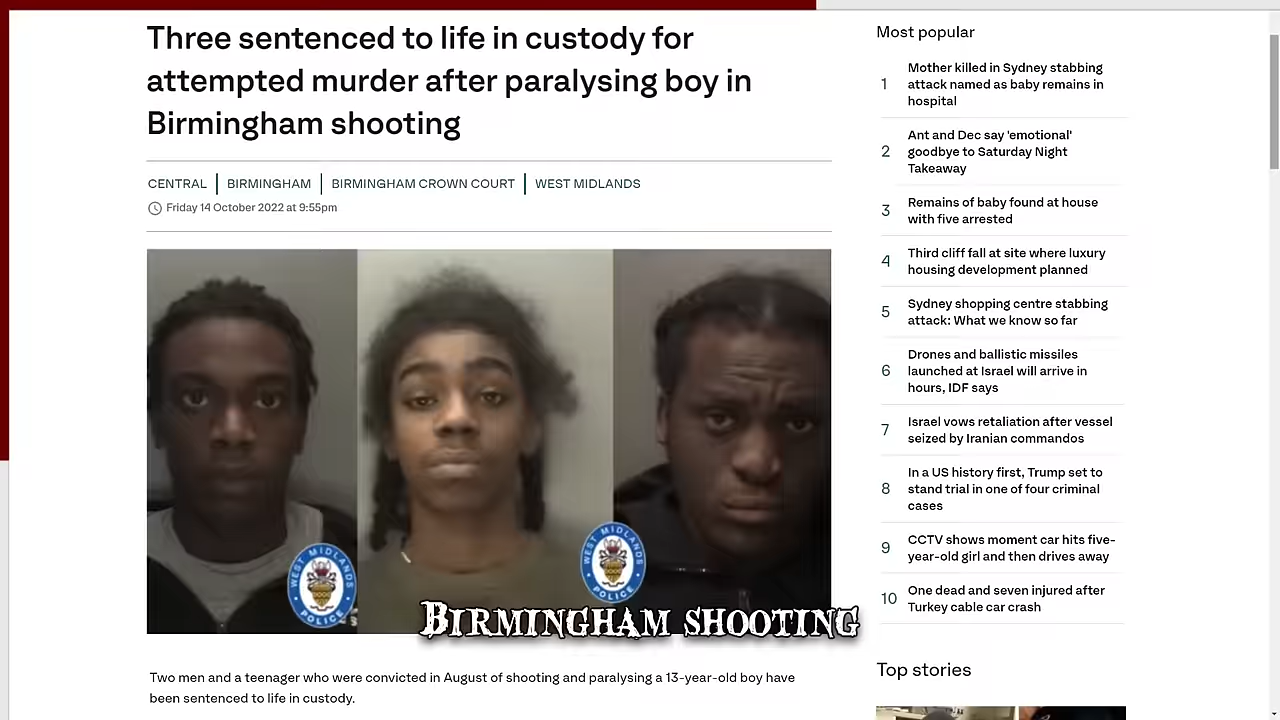 Three sentenced to life in custody for
attempted murder after paralysing boy in
Birmingham shooting
CENTRAL
BIRMINGHAM
BIRMINGHAM CROWN COURT
WEST MIDLANDS
Friday 14 October 2022 at 9:55pm
WEST MIDLANDS
POLICE
WEST MIDLANDS
POLICE
BIRMINGHAM SHOOTING
Two men and a teenager who were convicted in August of shooting and paralysing a 13-year-old boy have
been sentenced to life in custody.
Most popular
1
Mother killed in Sydney stabbing
attack named as baby remains in
hospital
2
Ant and Dec say 'emotional'
goodbye to Saturday Night
Takeaway
3
Remains of baby found at house
with five arrested
4
Third cliff fall at site where luxury
housing development planned
5
Sydney shopping centre stabbing
attack: What we know so far
6
Drones and ballistic missiles
launched at Israel will arrive in
hours, IDF says
7
Israel vows retaliation after vessel
seized by Iranian commandos
8
In a US history first, Trump set to
stand trial in one of four criminal
cases
9
CCTV shows moment car hits five-
year-old girl and then drives away
10
One dead and seven injured after
Turkey cable car crash
Top stories